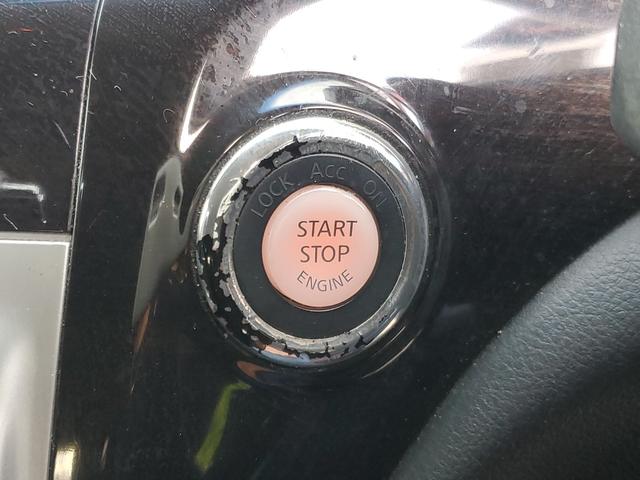 LOCK ACC ON
START
STOP
ENGINE